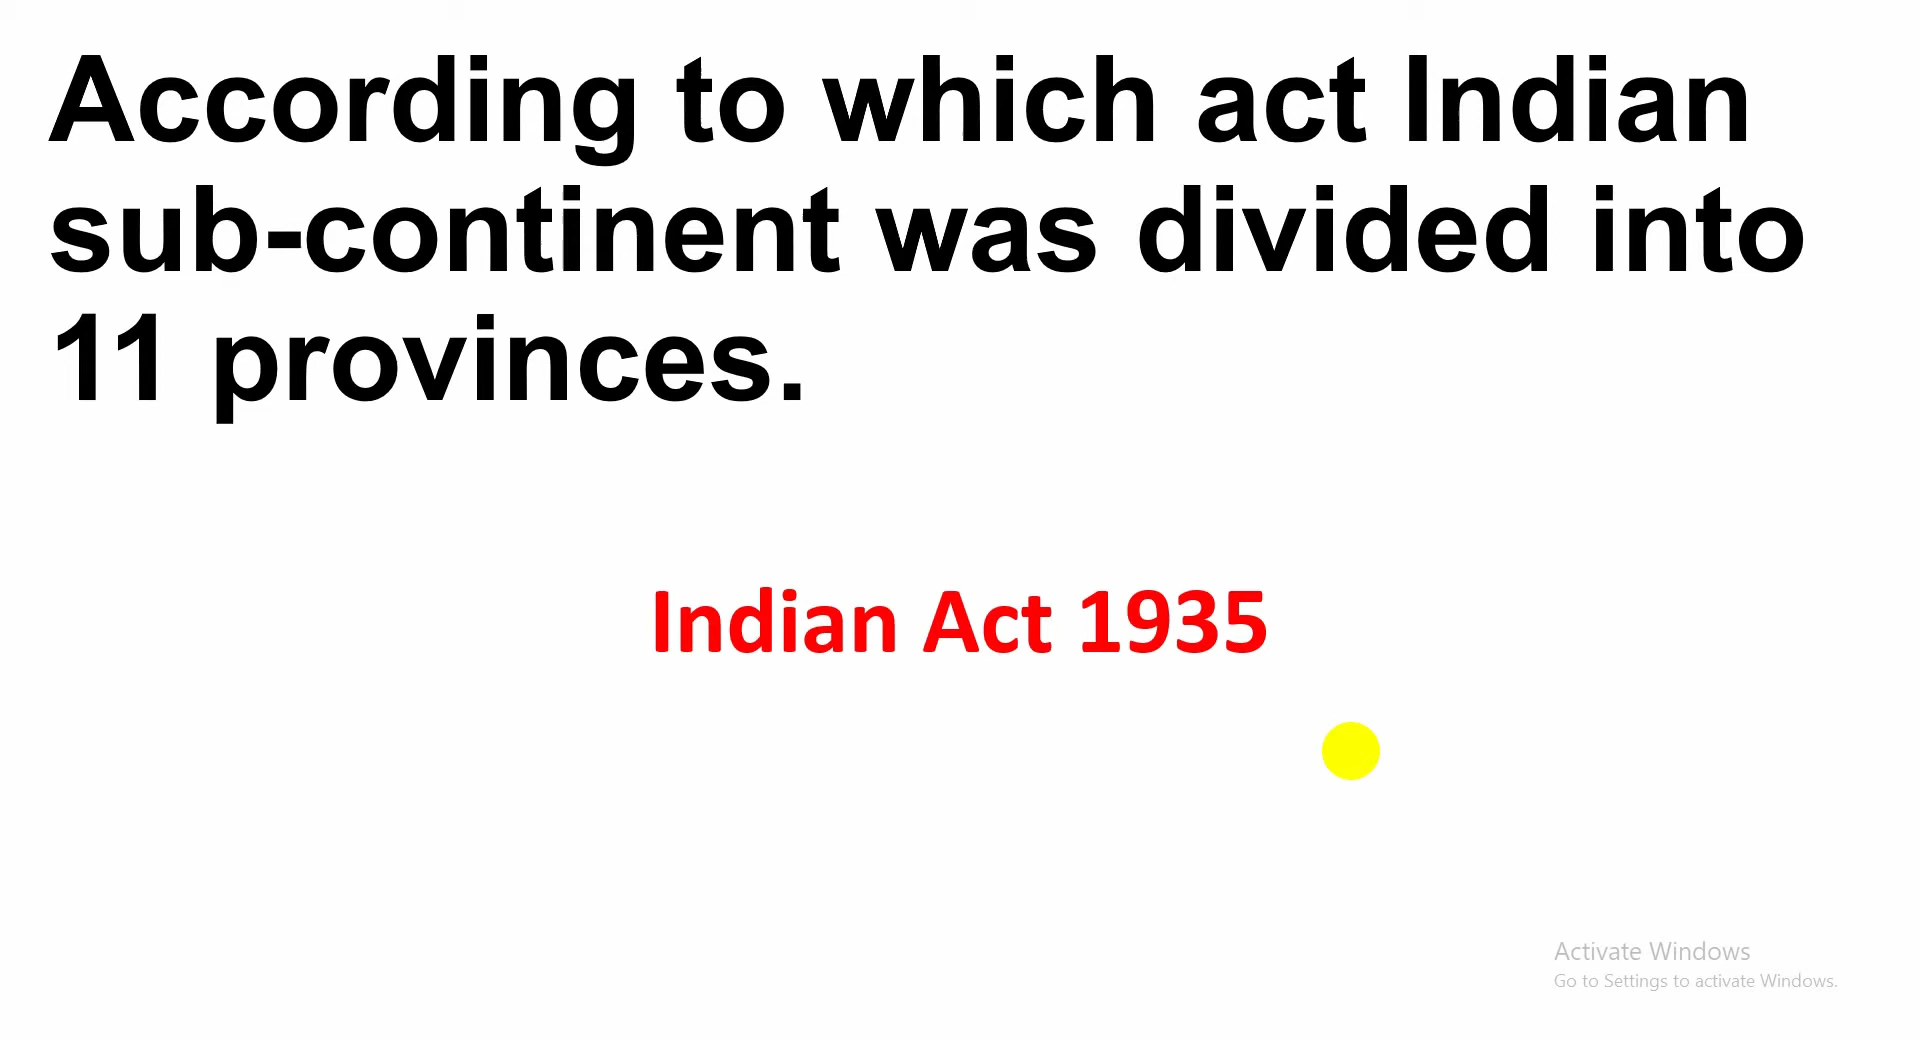 According to which act Indian
sub-continent was divided into
11 provinces.
Indian Act 1935
Activate Windows
Go to Settings to activate Windows.